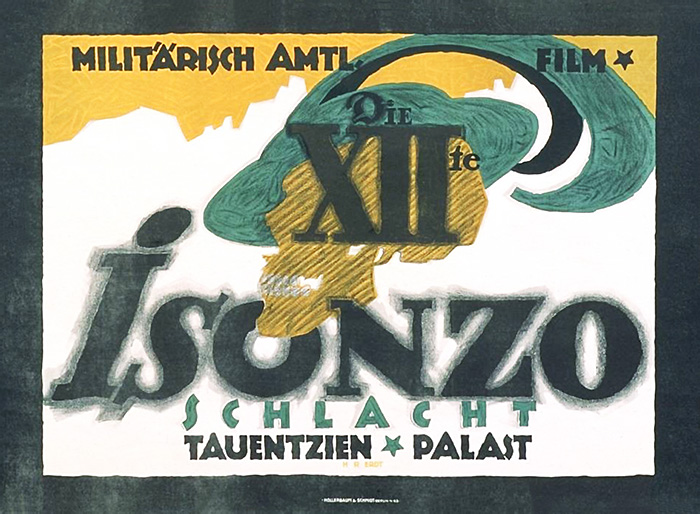 MILITÄRISCH AMTL. FILM
Die
XIIte
Isonzo
SCHLACHT
TAUENTZIEN PALAST